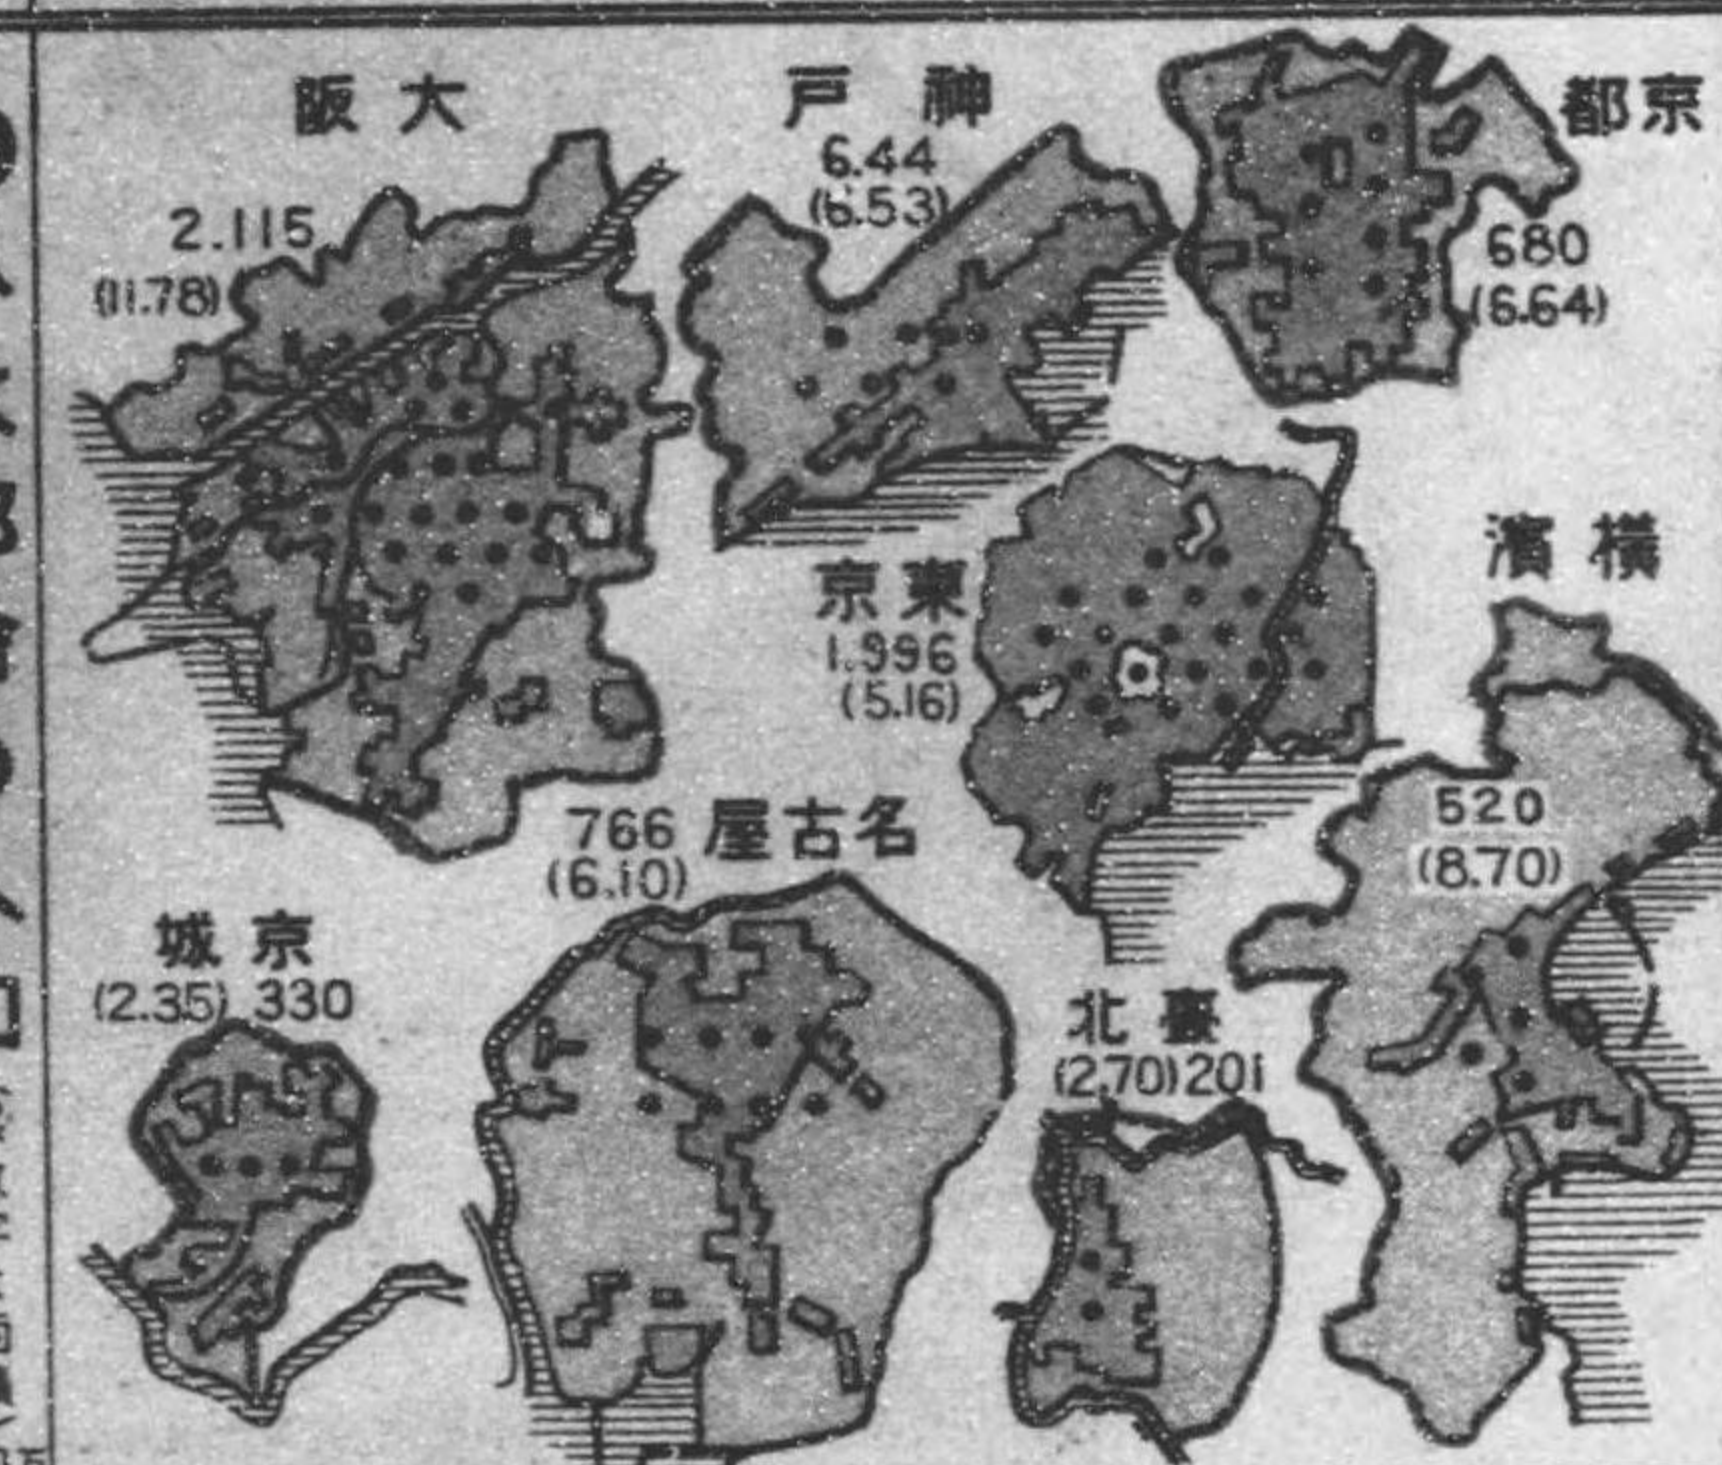 大阪
2.115
(11.78)
神戸
6.44
(6.53)
京都
680
(6.64)
東京
1.996
(5.16)
横濱
520
(8.70)
766 名古屋
(6.10)
京城
(2.35) 330
臺北
(2.70) 201